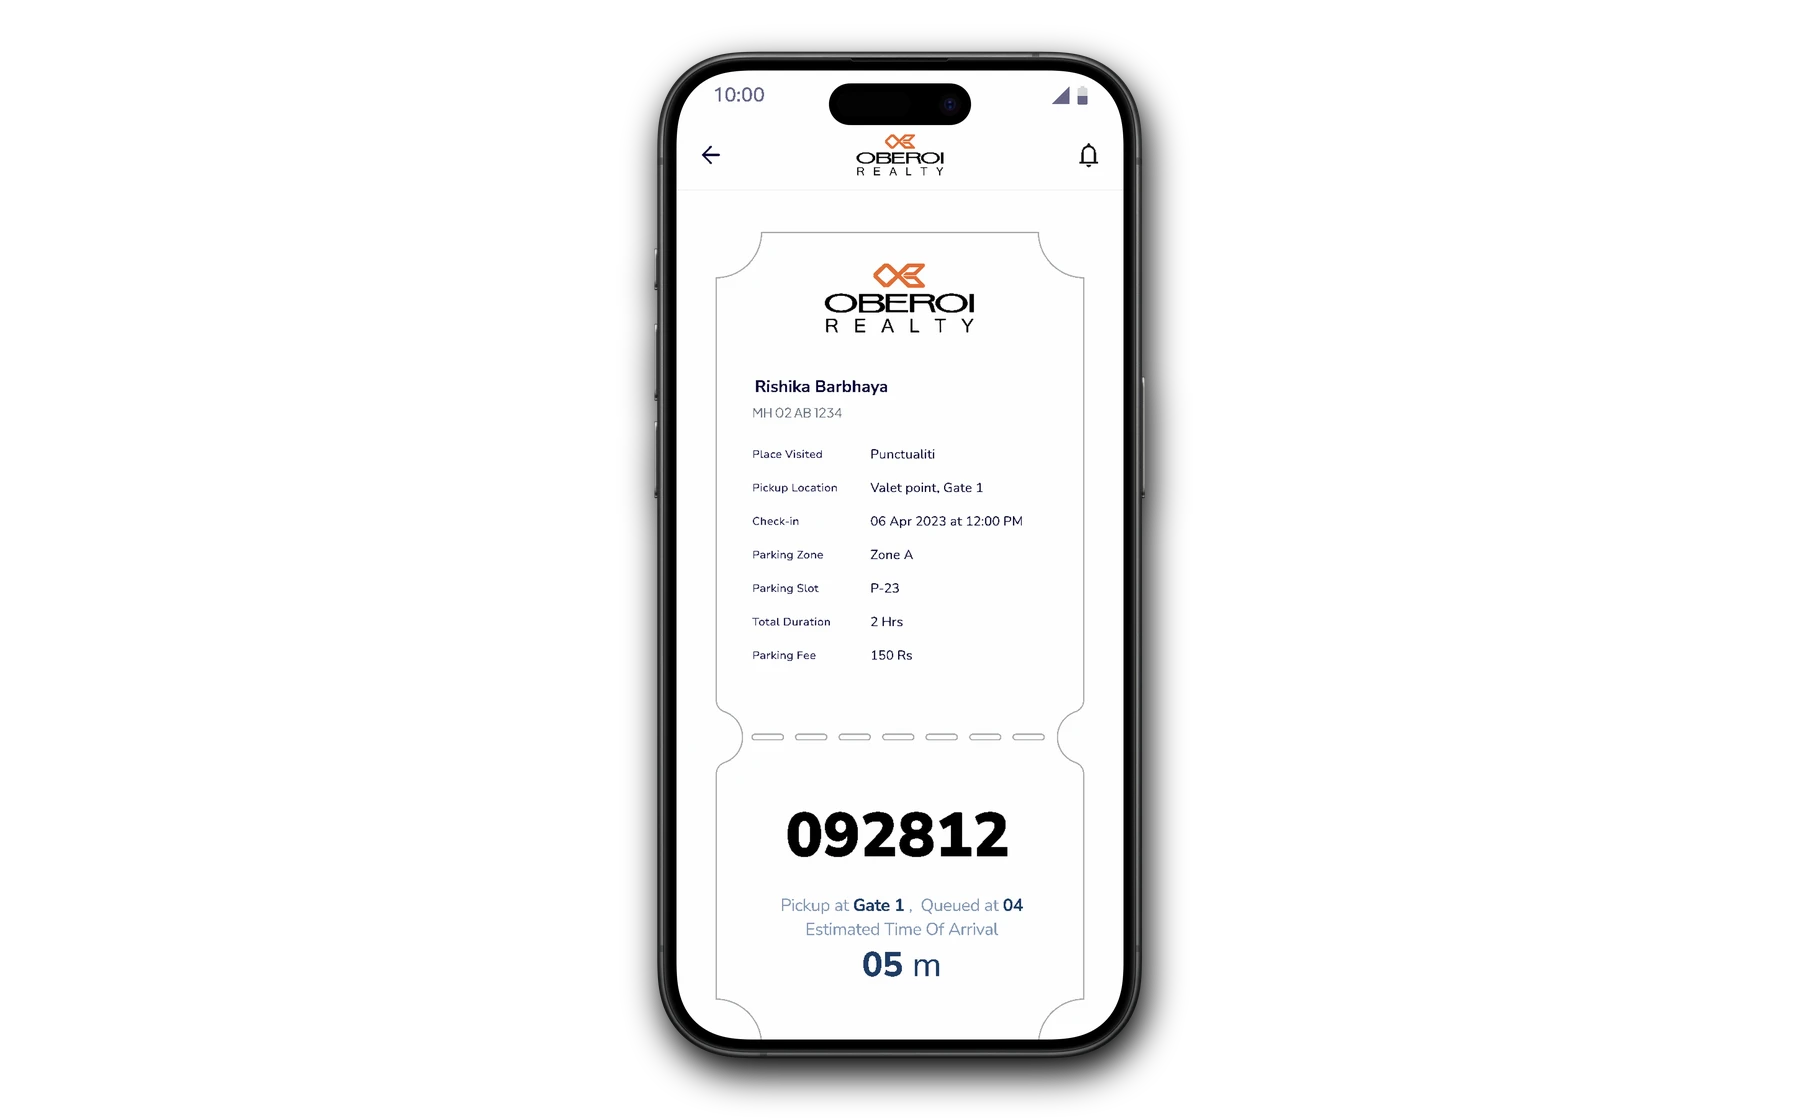 10:00
OBEROI
REALTY
OBEROI
REALTY
Rishika Barbhaya
MH 02 AB 1234
Place Visited Punctualiti
Pickup Location Valet point, Gate 1
Check-in 06 Apr 2023 at 12:00 PM
Parking Zone Zone A
Parking Slot P-23
Total Duration 2 Hrs
Parking Fee 150 Rs
092812
Pickup at Gate 1 , Queued at 04
Estimated Time Of Arrival
05 m